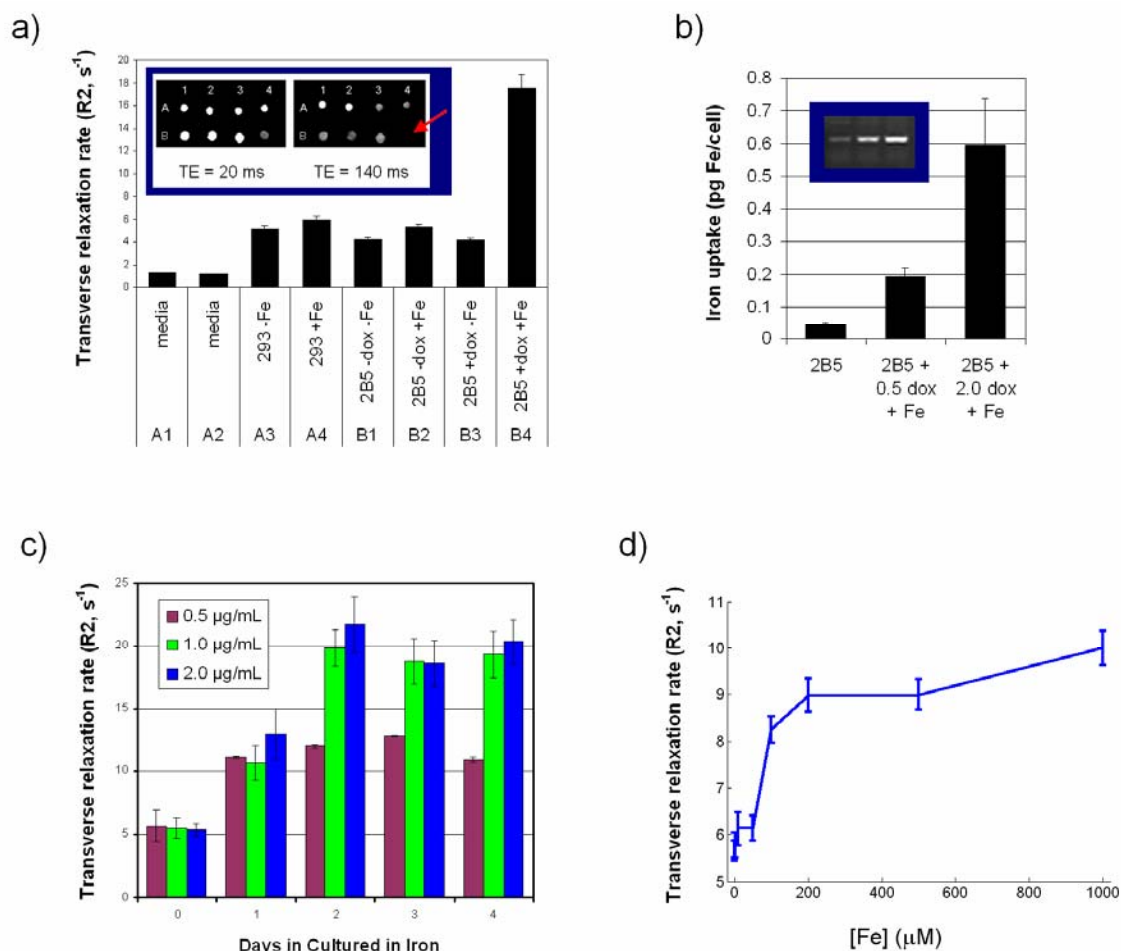 a)
Transverse relaxation rate (R2, s⁻¹)
20
18
16
14
12
10
8
6
4
2
0
1 2 3 4 1 2 3 4
A A
B B
TE = 20 ms TE = 140 ms
media
media
293 -Fe
293 +Fe
2B5 -dox -Fe
2B5 -dox +Fe
2B5 +dox -Fe
2B5 +dox +Fe
A1 A2 A3 A4 B1 B2 B3 B4
b)
Iron uptake (pg Fe/cell)
0.8
0.7
0.6
0.5
0.4
0.3
0.2
0.1
0
2B5 2B5 + 2B5 +
0.5 dox 2.0 dox
+ Fe + Fe
c)
Transverse relaxation rate (R2, s⁻¹)
25
20
15
10
5
0
0.5 µg/mL
1.0 µg/mL
2.0 µg/mL
0 1 2 3 4
Days in Cultured in Iron
d)
Transverse relaxation rate (R2, s⁻¹)
11
10
9
8
7
6
5
0 200 400 600 800 1000
[Fe] (µM)